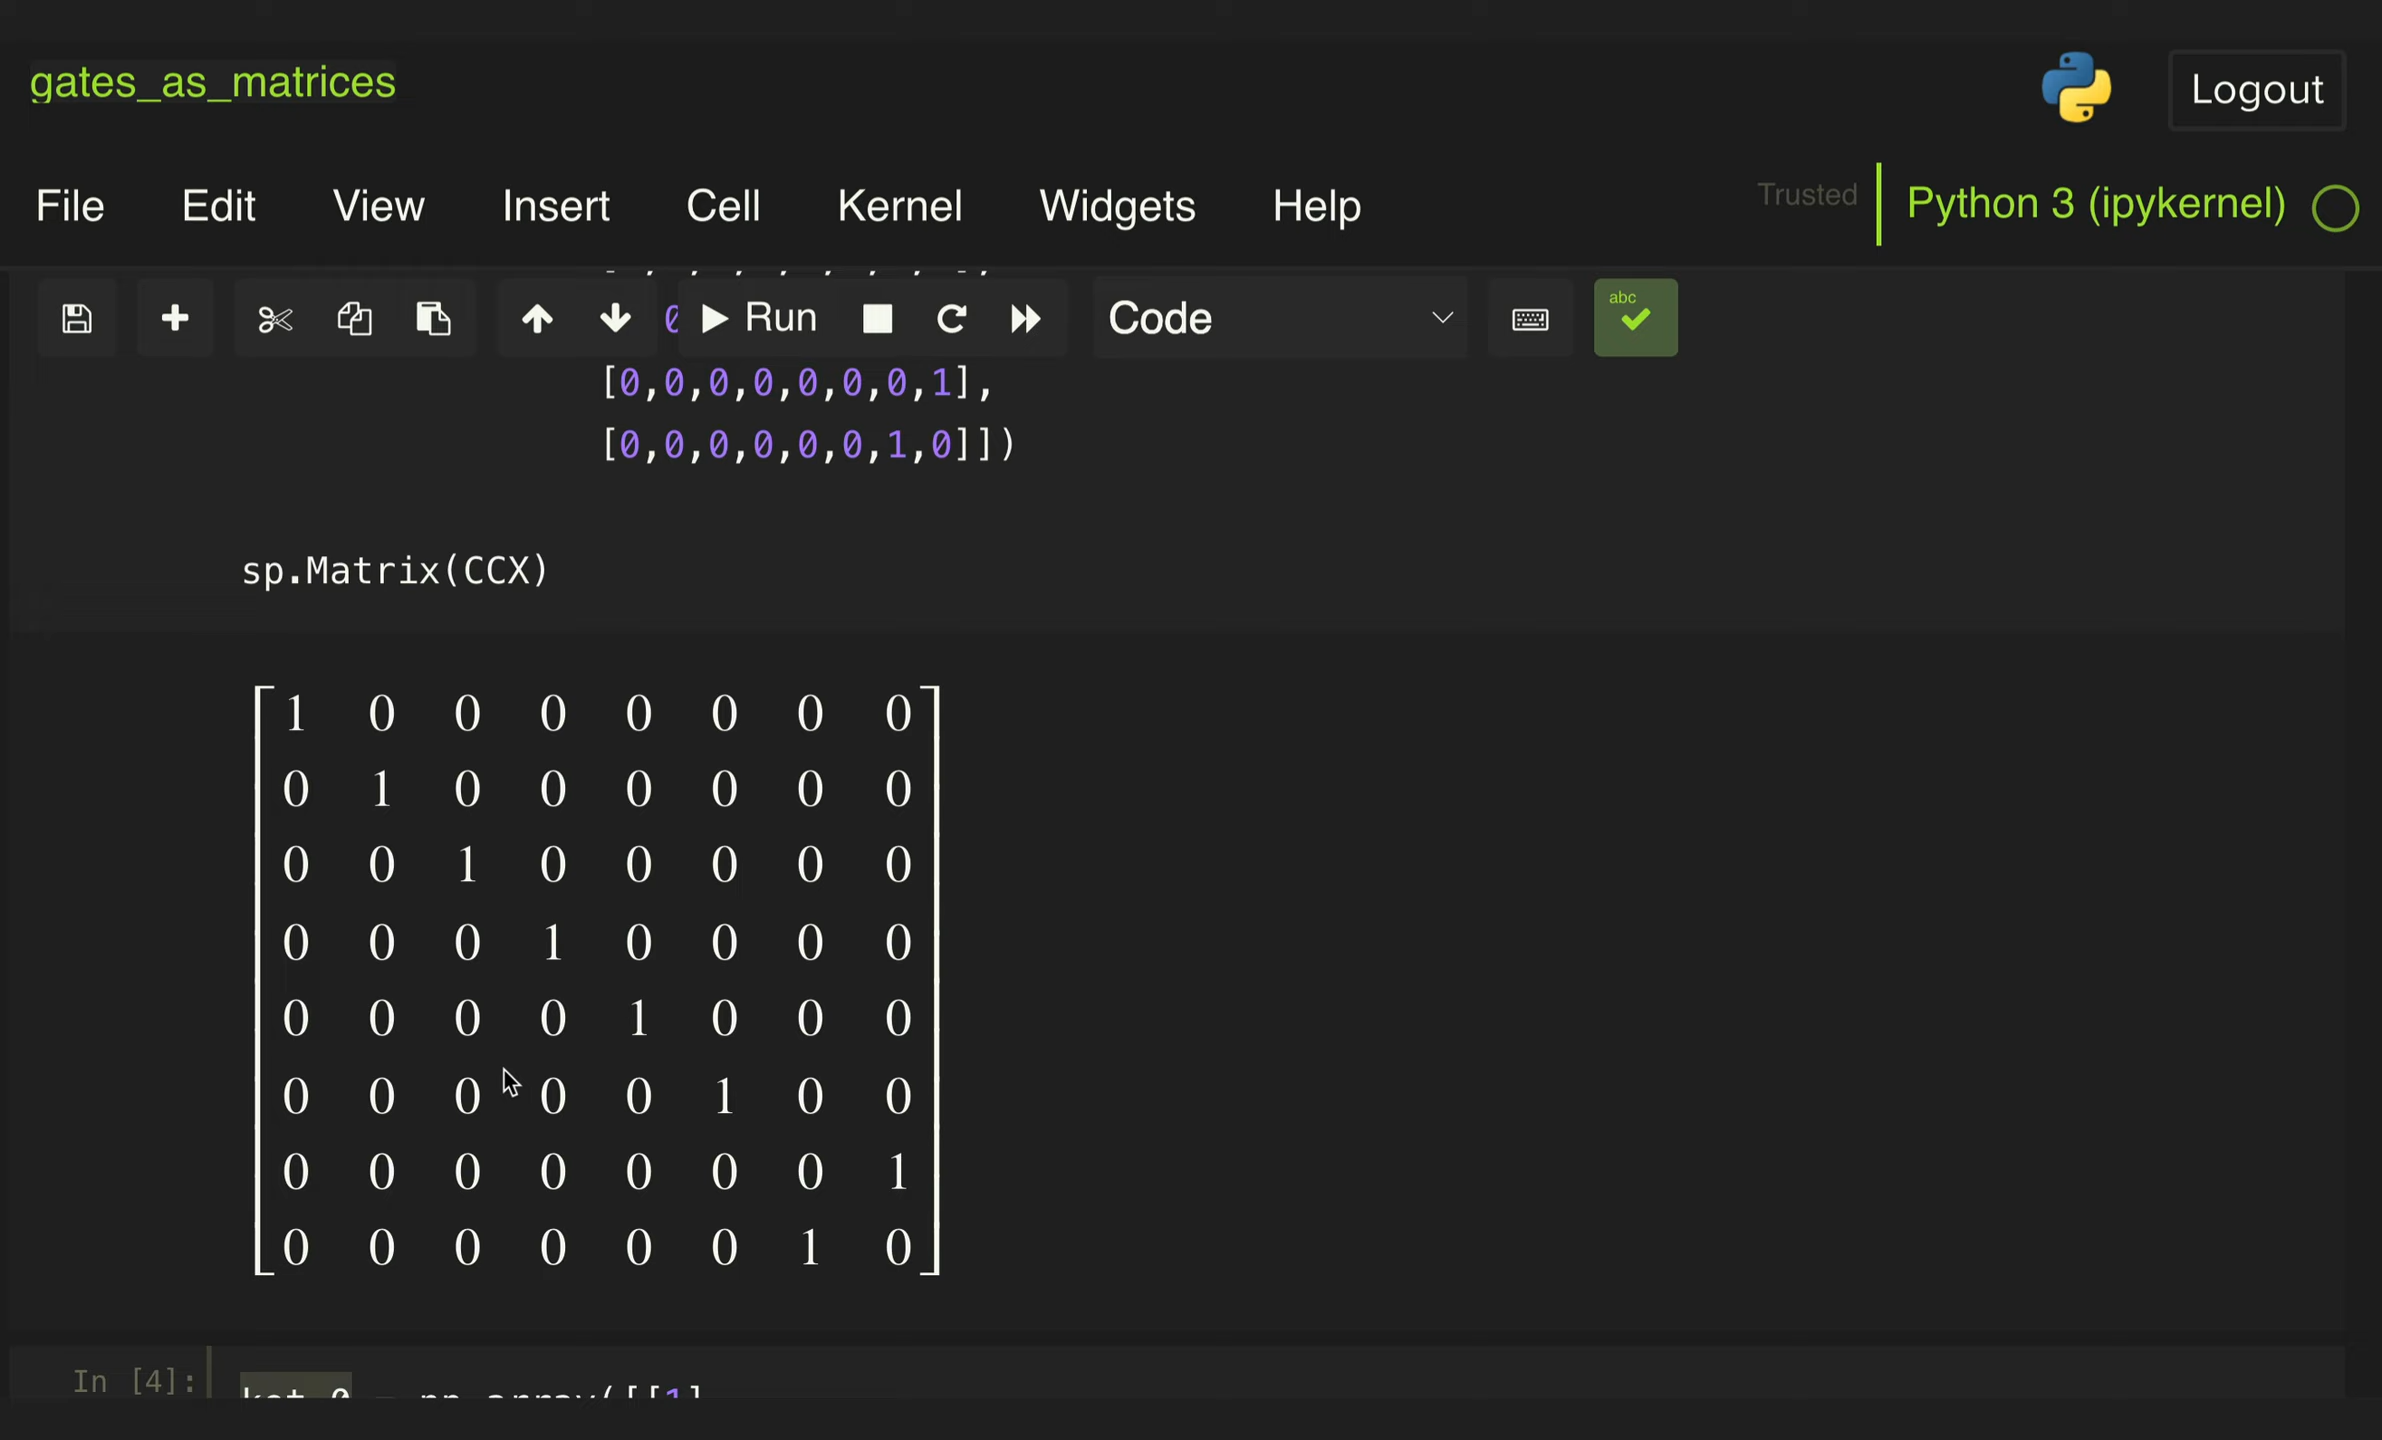 gates_as_matrices
Logout
File Edit View Insert Cell Kernel Widgets Help Trusted Python 3 (ipykernel)
Run Code abc
[0,0,0,0,0,0,0,1],
[0,0,0,0,0,0,1,0]])
sp.Matrix(CCX)
1 0 0 0 0 0 0 0
0 1 0 0 0 0 0 0
0 0 1 0 0 0 0 0
0 0 0 1 0 0 0 0
0 0 0 0 1 0 0 0
0 0 0 0 0 1 0 0
0 0 0 0 0 0 0 1
0 0 0 0 0 0 1 0
In [4]: ket_0 = np.array([[1]